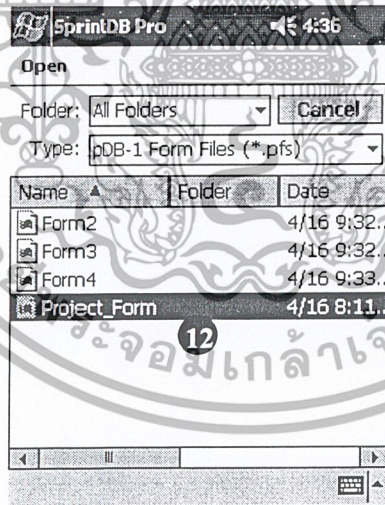 SprintDB Pro 4:36
Open
Folder: All Folders Cancel
Type: pDB-1 Form Files (*.pfs)
Name Folder Date
Form2 4/16 9:32..
Form3 4/16 9:32..
Form4 4/16 9:33..
Project_Form 4/16 8:11..
12